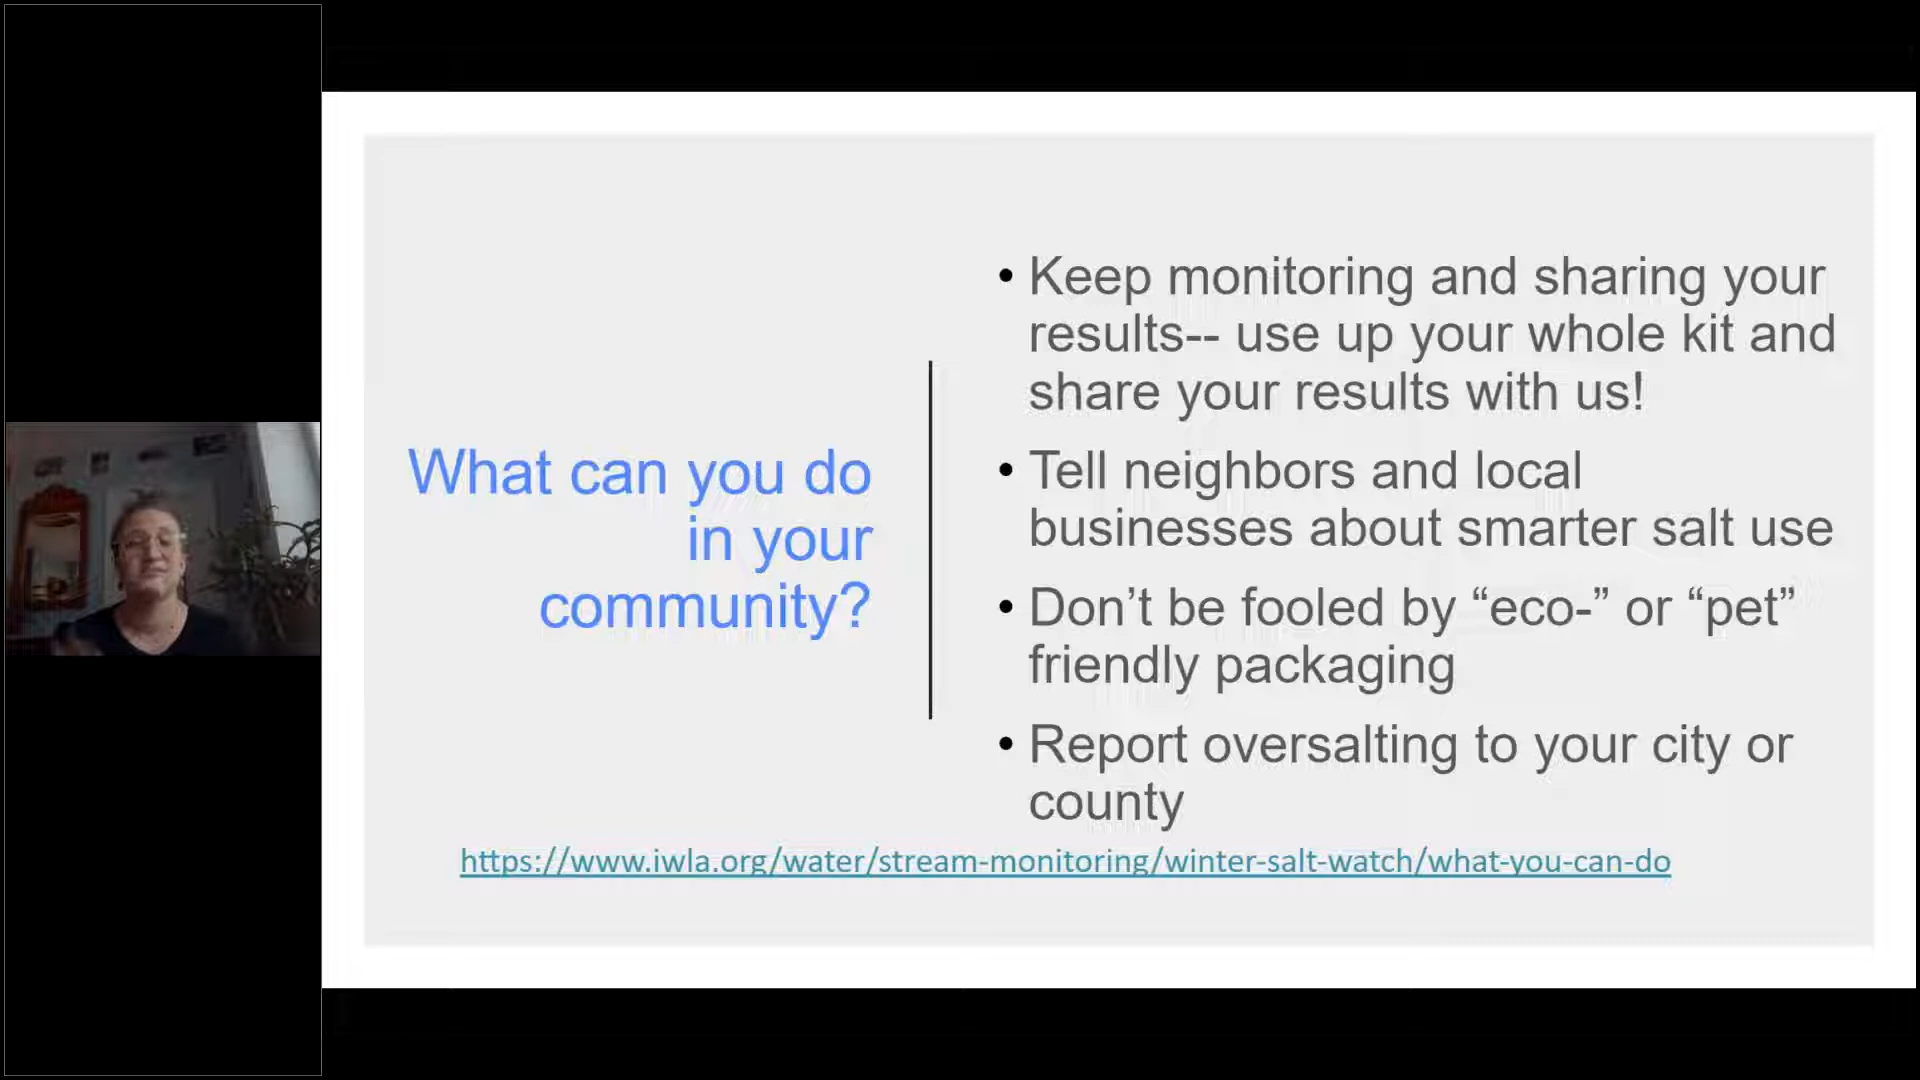 What can you do
in your
community?
• Keep monitoring and sharing your
results-- use up your whole kit and
share your results with us!
• Tell neighbors and local
businesses about smarter salt use
• Don’t be fooled by “eco-” or “pet”
friendly packaging
• Report oversalting to your city or
county
https://www.iwla.org/water/stream-monitoring/winter-salt-watch/what-you-can-do